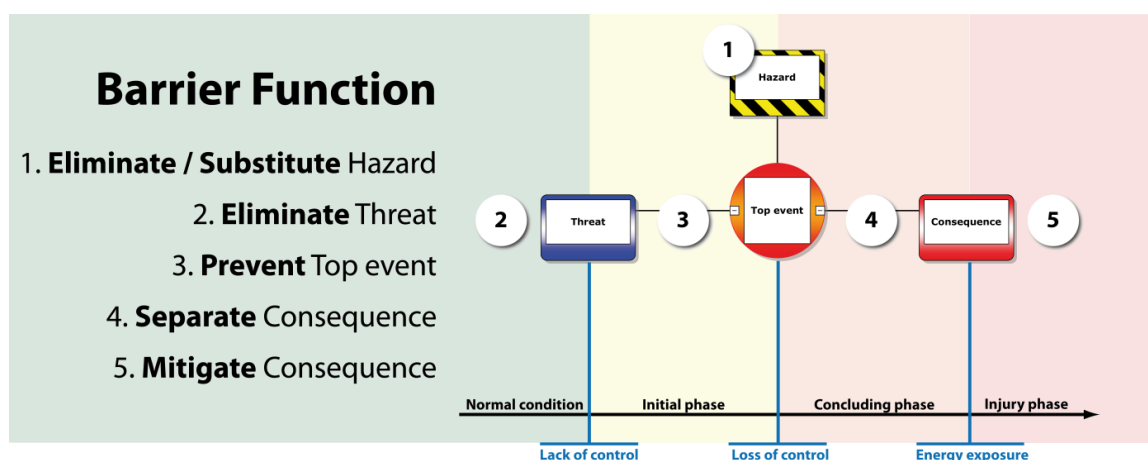 Barrier Function
1. Eliminate / Substitute Hazard
2. Eliminate Threat
3. Prevent Top event
4. Separate Consequence
5. Mitigate Consequence
1
Hazard
2
Threat
3
Top event
4
Consequence
5
Normal condition
Initial phase
Concluding phase
Injury phase
Lack of control
Loss of control
Energy exposure